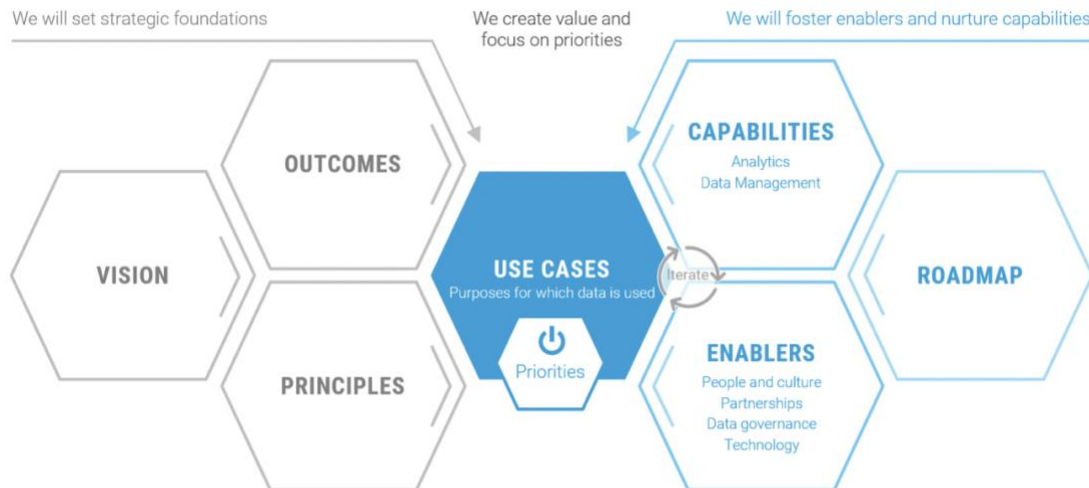 We will set strategic foundations
We create value and
focus on priorities
We will foster enablers and nurture capabilities
VISION
OUTCOMES
PRINCIPLES
USE CASES
Purposes for which data is used
Priorities
Iterate
CAPABILITIES
Analytics
Data Management
ENABLERS
People and culture
Partnerships
Data governance
Technology
ROADMAP